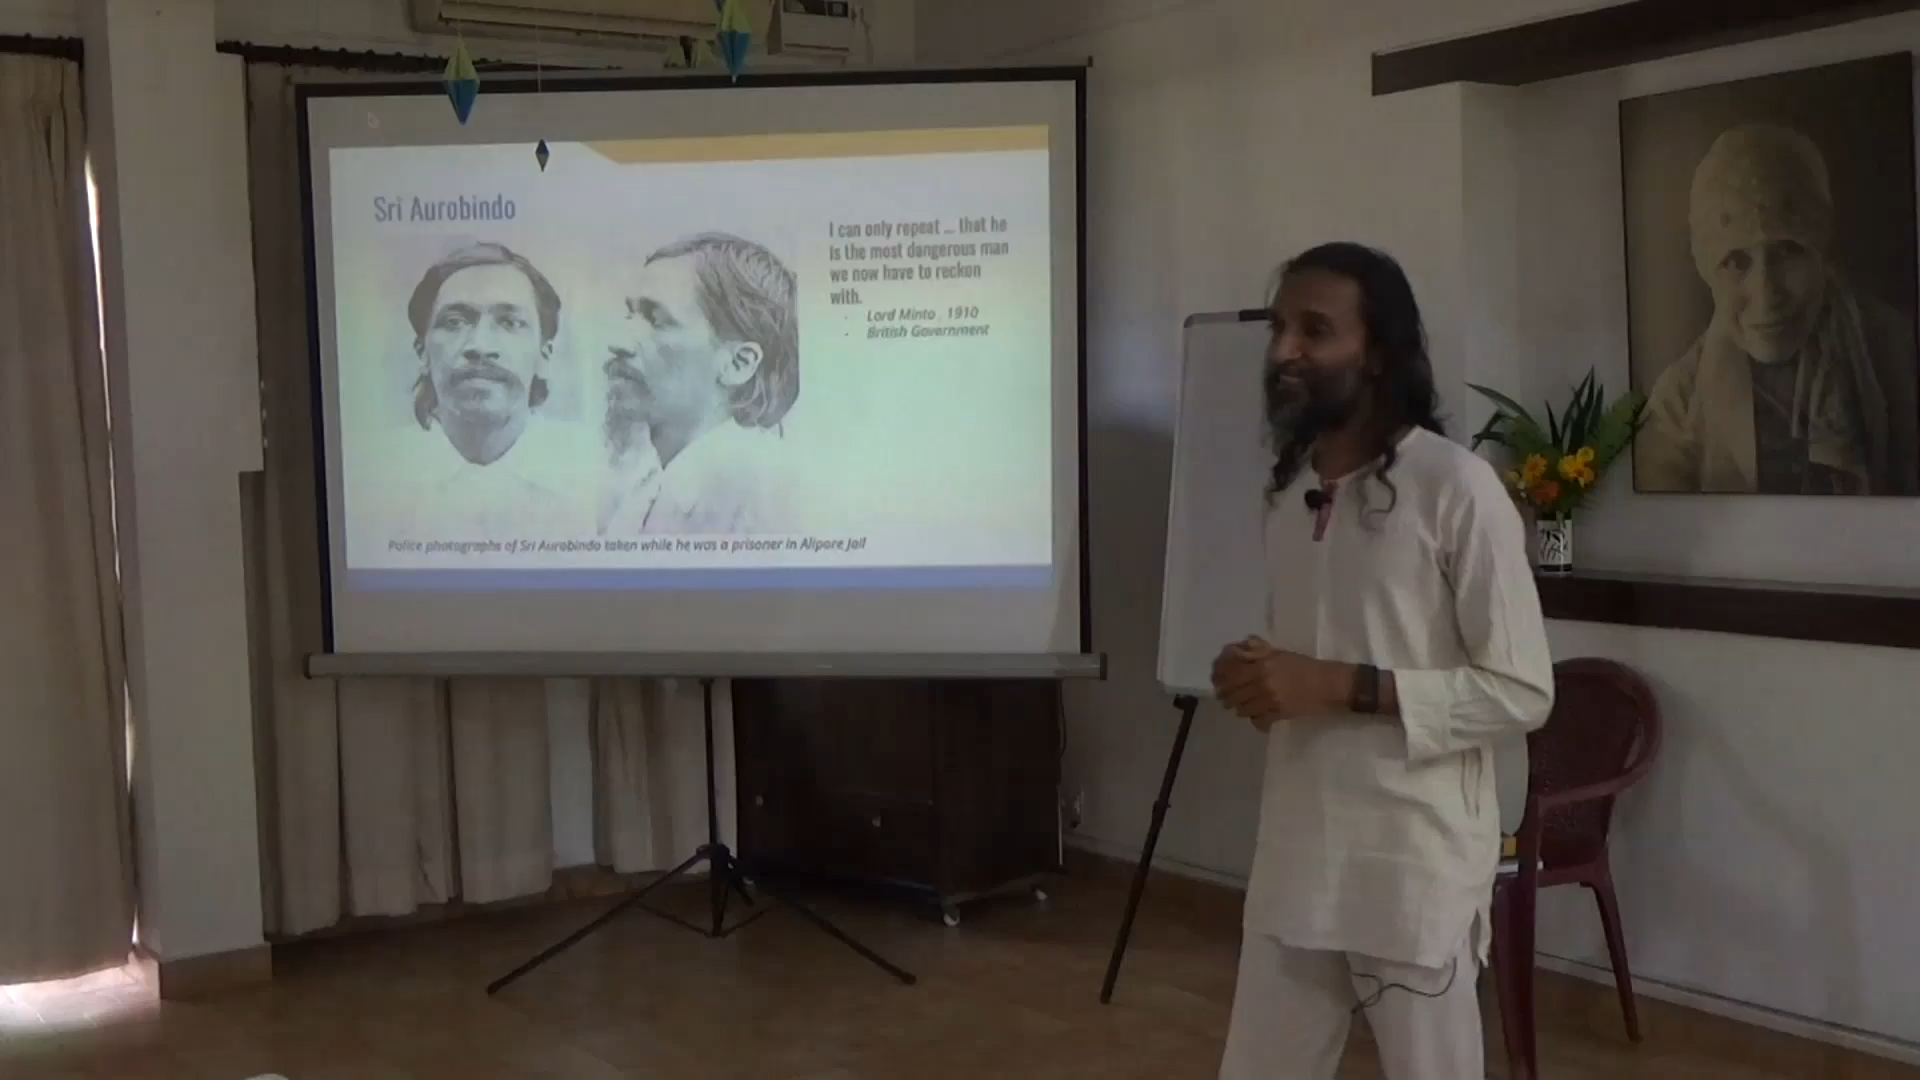 Sri Aurobindo
I can only repeat ... that he
is the most dangerous man
we now have to reckon
with.
- Lord Minto , 1910
- British Government
Police photographs of Sri Aurobindo taken while he was a prisoner in Alipore Jail